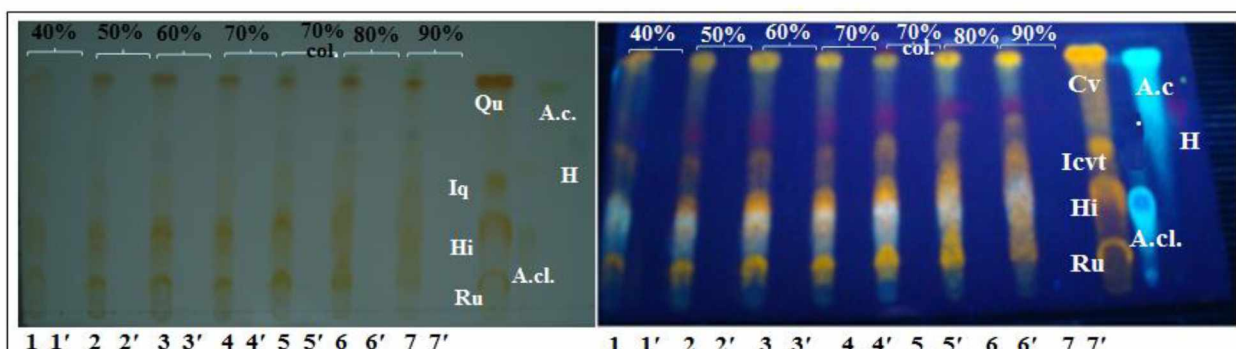 40% 50% 60% 70% 70% col. 80% 90%
Qu
A.c.
H
Iq
Hi
A.cl.
Ru
1 1′ 2 2′ 3 3′ 4 4′ 5 5′ 6 6′ 7 7′
40% 50% 60% 70% 70% col. 80% 90%
Cv
A.c
H
Icvt
Hi
A.cl.
Ru
1 1′ 2 2′ 3 3′ 4 4′ 5 5′ 6 6′ 7 7′